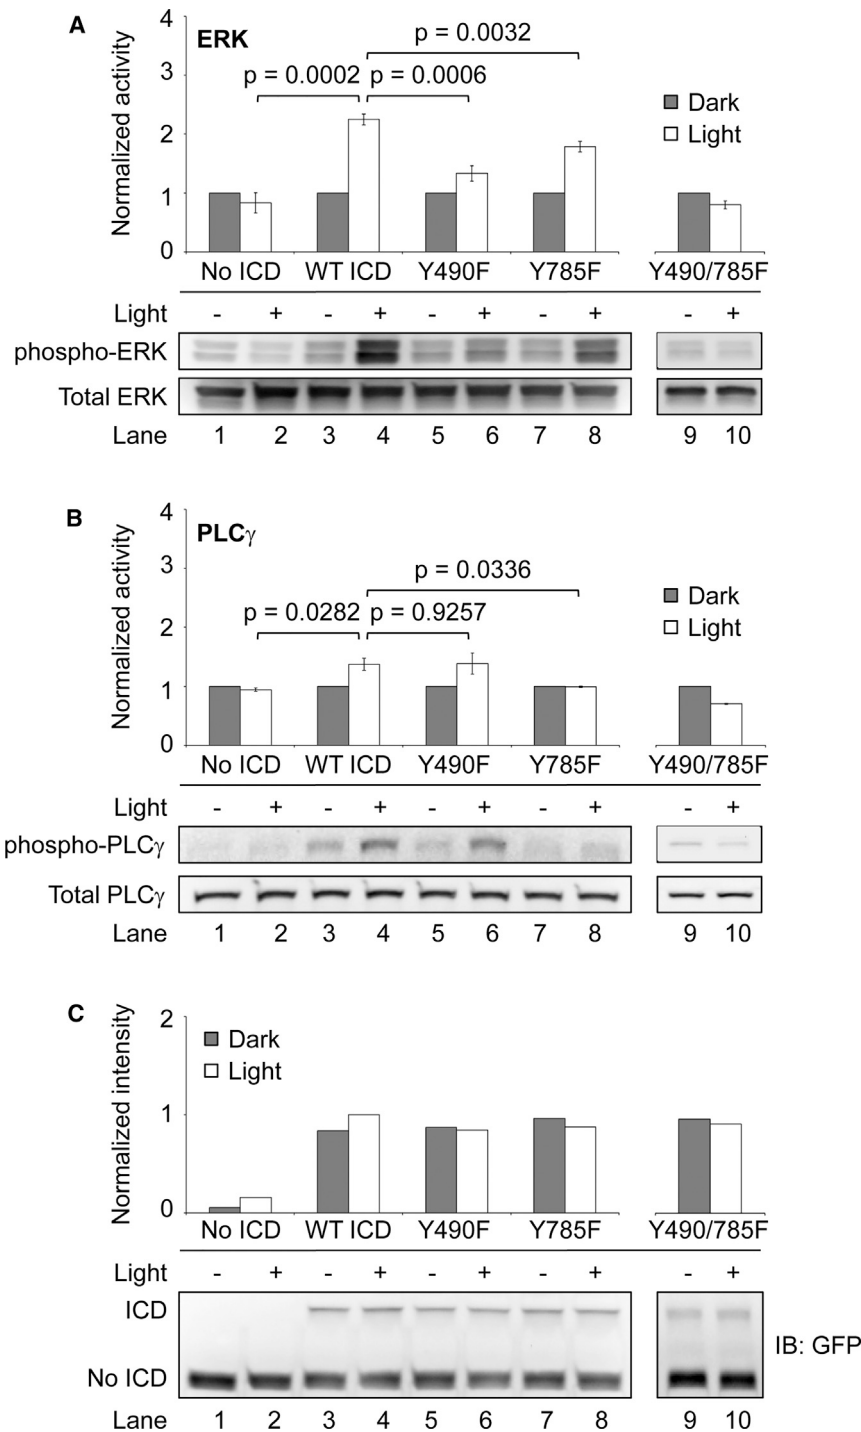 A
ERK
Normalized activity
4
3
2
1
0
p = 0.0032
p = 0.0002
p = 0.0006
Dark
Light
No ICD WT ICD Y490F Y785F Y490/785F
Light - + - + - + - + - +
phospho-ERK
Total ERK
Lane 1 2 3 4 5 6 7 8 9 10
B
PLCγ
Normalized activity
4
3
2
1
0
p = 0.0336
p = 0.0282
p = 0.9257
Dark
Light
No ICD WT ICD Y490F Y785F Y490/785F
Light - + - + - + - + - +
phospho-PLCγ
Total PLCγ
Lane 1 2 3 4 5 6 7 8 9 10
C
Normalized intensity
2
1
0
Dark
Light
No ICD WT ICD Y490F Y785F Y490/785F
Light - + - + - + - + - +
ICD
No ICD
IB: GFP
Lane 1 2 3 4 5 6 7 8 9 10